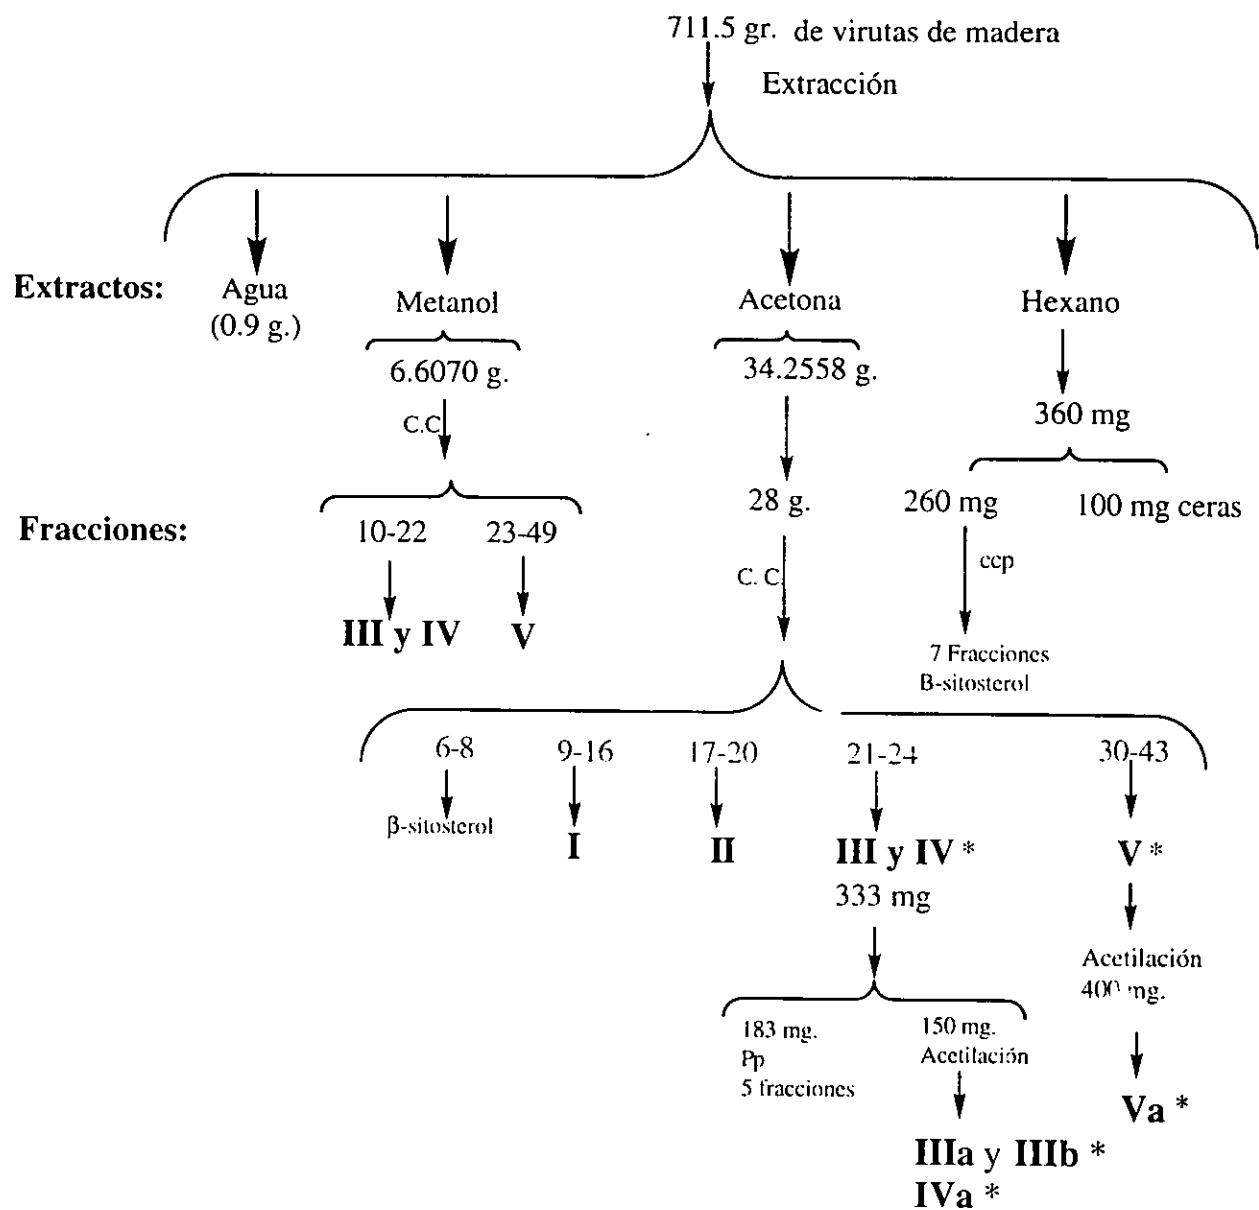 711.5 gr. de virutas de madera
Extracción
Extractos:
Agua
(0.9 g.)
Metanol
Acetona
Hexano
6.6070 g.
34.2558 g.
360 mg
C.C
28 g.
260 mg
100 mg ceras
Fracciones:
10-22
23-49
C. C.
ccp
III y IV
V
7 Fracciones
B-sitosterol
6-8
9-16
17-20
21-24
30-43
β-sitosterol
I
II
III y IV *
V *
333 mg
Acetilación
400 mg.
183 mg.
Pp
5 fracciones
150 mg.
Acetilación
Va *
IIIa y IIIb *
IVa *